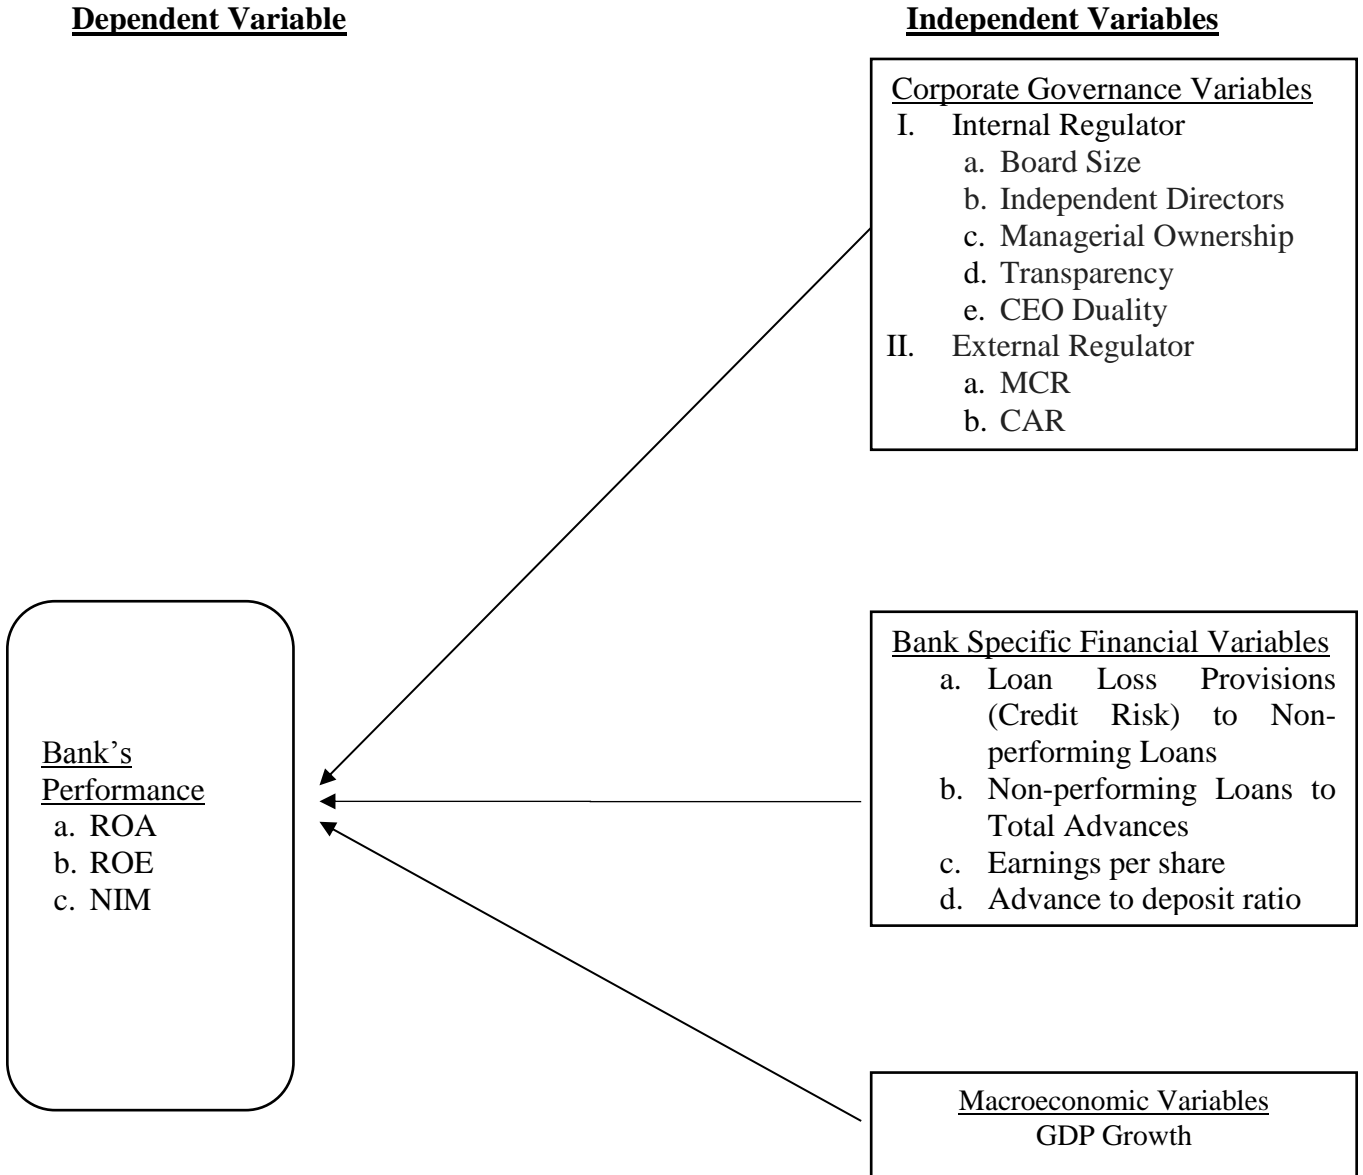 Dependent Variable
Independent Variables
Corporate Governance Variables
I. Internal Regulator
a. Board Size
b. Independent Directors
c. Managerial Ownership
d. Transparency
e. CEO Duality
II. External Regulator
a. MCR
b. CAR
Bank’s
Performance
a. ROA
b. ROE
c. NIM
Bank Specific Financial Variables
a. Loan Loss Provisions
(Credit Risk) to Non-
performing Loans
b. Non-performing Loans to
Total Advances
c. Earnings per share
d. Advance to deposit ratio
Macroeconomic Variables
GDP Growth